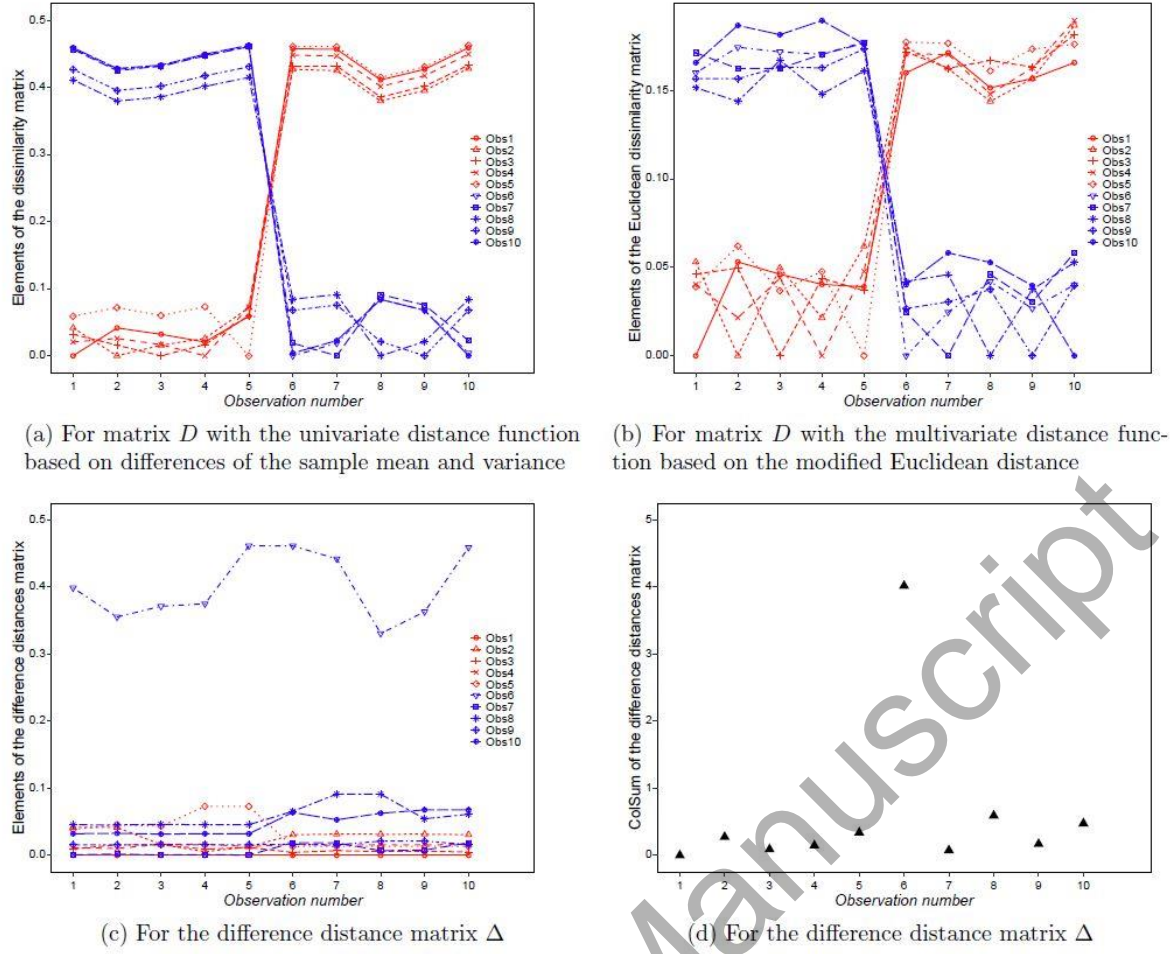 Elements of the dissimilarity matrix
0.5
0.4
0.3
0.2
0.1
0.0
Obs1
Obs2
Obs3
Obs4
Obs5
Obs6
Obs7
Obs8
Obs9
Obs10
1 2 3 4 5 6 7 8 9 10
Observation number
(a) For matrix D with the univariate distance function
based on differences of the sample mean and variance
Elements of the Euclidean dissimilarity matrix
0.15
0.10
0.05
0.00
Obs1
Obs2
Obs3
Obs4
Obs5
Obs6
Obs7
Obs8
Obs9
Obs10
1 2 3 4 5 6 7 8 9 10
Observation number
(b) For matrix D with the multivariate distance func-
tion based on the modified Euclidean distance
Elements of the difference distances matrix
0.5
0.4
0.3
0.2
0.1
0.0
Obs1
Obs2
Obs3
Obs4
Obs5
Obs6
Obs7
Obs8
Obs9
Obs10
1 2 3 4 5 6 7 8 9 10
Observation number
(c) For the difference distance matrix Δ
ColSum of the difference distances matrix
5
4
3
2
1
0
1 2 3 4 5 6 7 8 9 10
Observation number
(d) For the difference distance matrix Δ
Manuscript